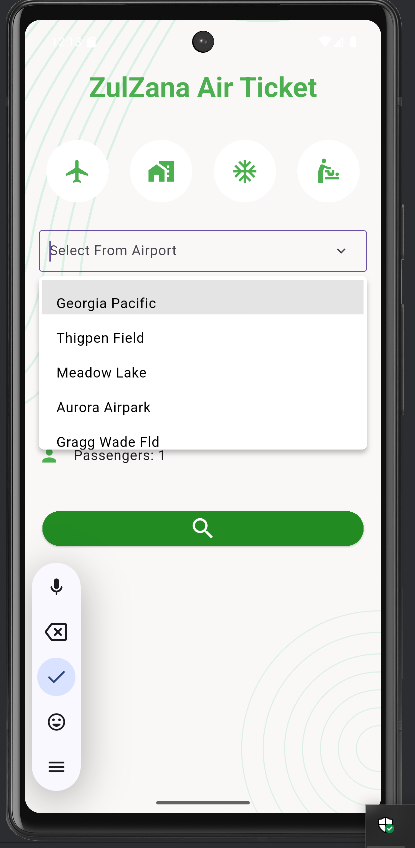 ZulZana Air Ticket
Select From Airport
Georgia Pacific
Thigpen Field
Meadow Lake
Aurora Airpark
Gragg Wade Fld
Passengers: 1